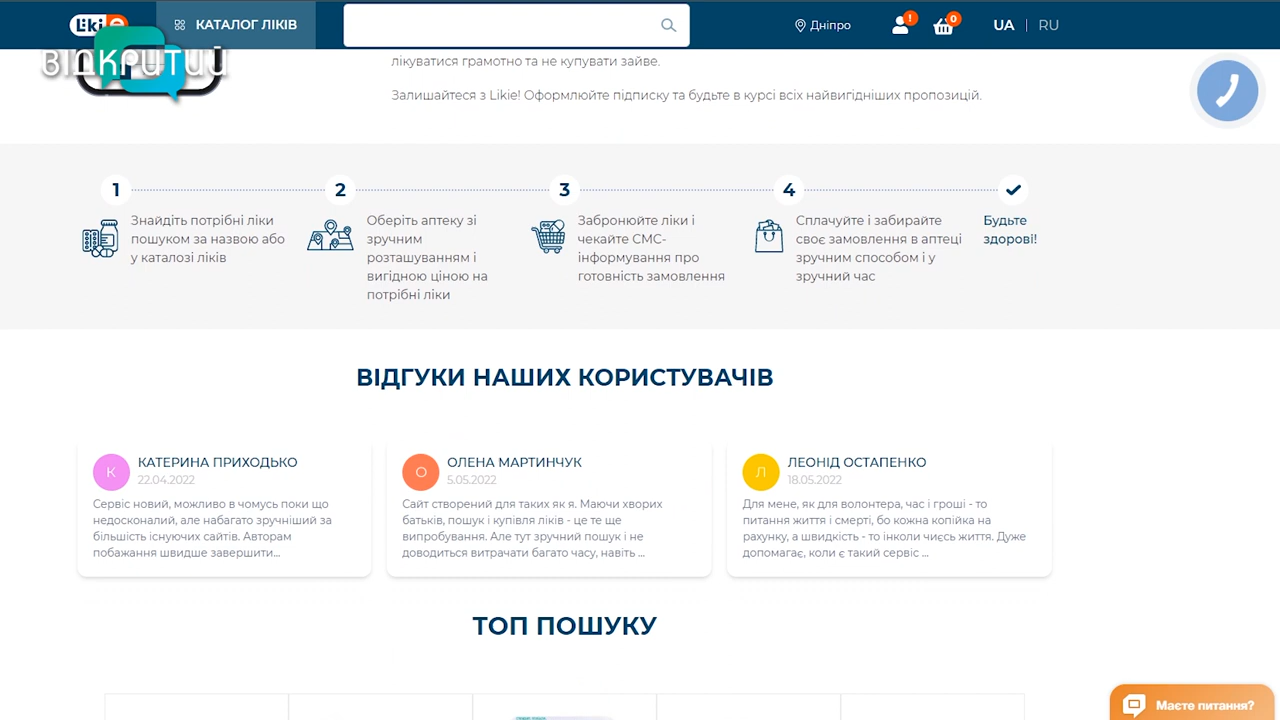 Likie
КАТАЛОГ ЛІКІВ
Дніпро
!
0
UA
RU
ВІДКРИТИЙ
лікуватися грамотно та не купувати зайве.
Залишайтеся з Likie! Оформлюйте підписку та будьте в курсі всіх найвигідніших пропозицій.
1
Знайдіть потрібні ліки
пошуком за назвою або
у каталозі ліків
2
Оберіть аптеку зі
зручним
розташуванням і
вигідною ціною на
потрібні ліки
3
Забронюйте ліки і
чекайте СМС-
інформування про
готовність замовлення
4
Сплачуйте і забирайте
своє замовлення в аптеці
зручним способом і у
зручний час
Будьте
здорові!
ВІДГУКИ НАШИХ КОРИСТУВАЧІВ
К
КАТЕРИНА ПРИХОДЬКО
22.04.2022
Сервіс новий, можливо в чомусь поки що
недосконалий, але набагато зручніший за
більшість існуючих сайтів. Авторам
побажання швидше завершити...
О
ОЛЕНА МАРТИНЧУК
5.05.2022
Сайт створений для таких як я. Маючи хворих
батьків, пошук і купівля ліків - це те ще
випробування. Але тут зручний пошук і не
доводиться витрачати багато часу, навіть ...
Л
ЛЕОНІД ОСТАПЕНКО
18.05.2022
Для мене, як для волонтера, час і гроші - то
питання життя і смерті, бо кожна копійка на
рахунку, а швидкість - то інколи чиєсь життя. Дуже
допомагає, коли є такий сервіс ...
ТОП ПОШУКУ
Маєте питання?